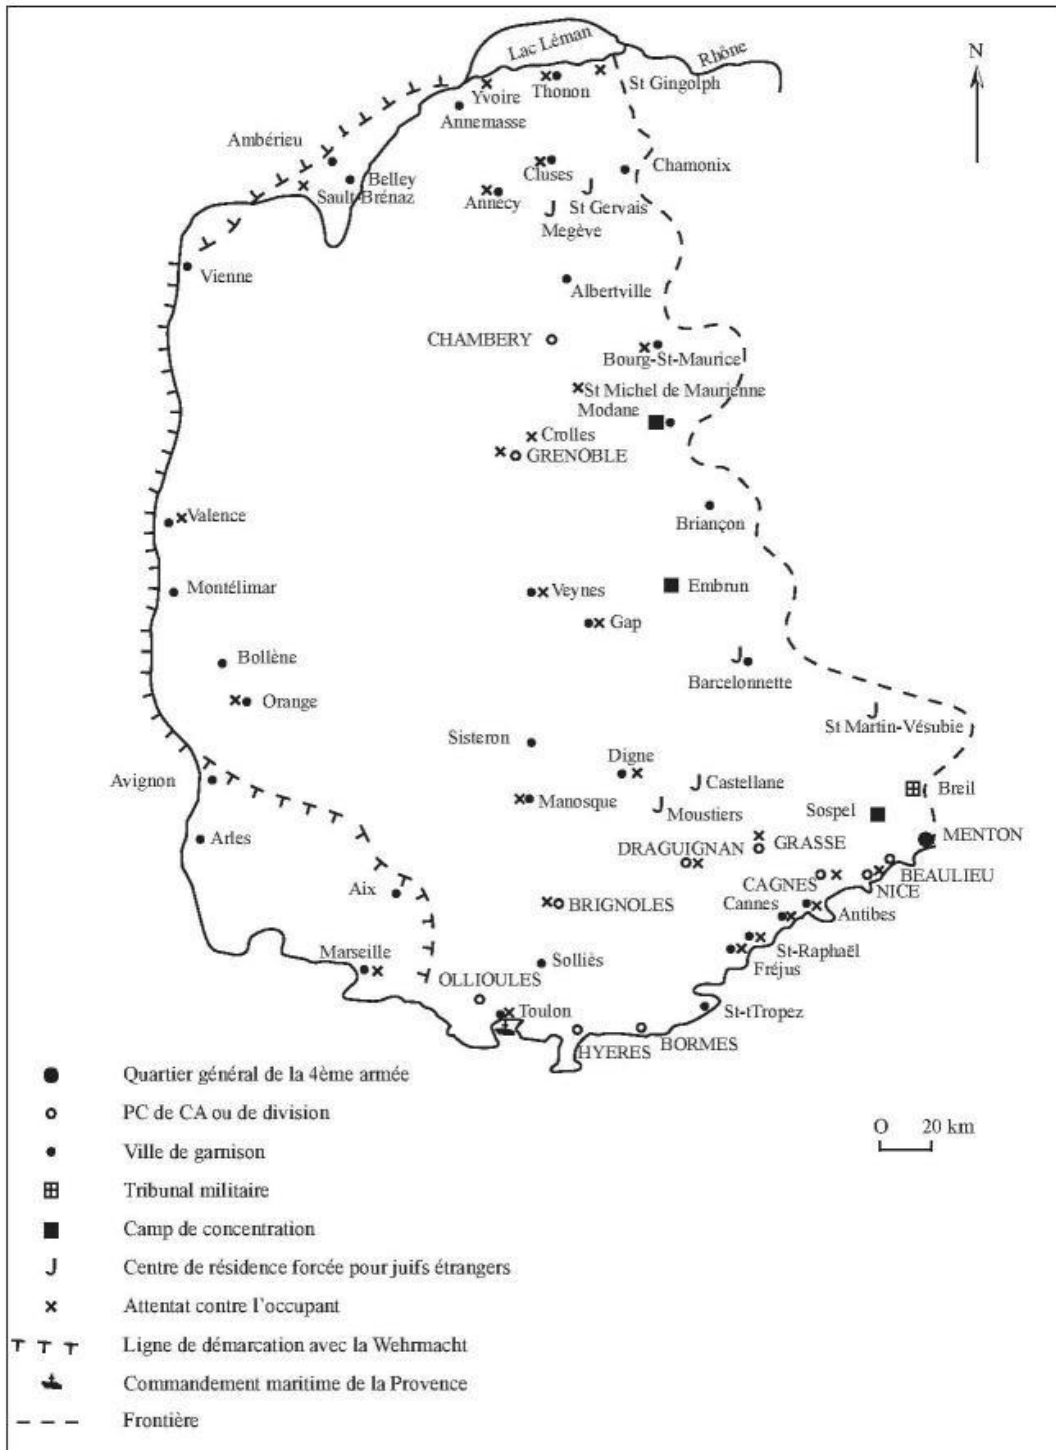 Lac Léman
Rhône
N
St Gingolph
Thonon
Yvoire
Annemasse
Ambérieu
Cluses
Chamonix
Belley
Sault-Brénaz
Annecy
St Gervais
Megève
Vienne
Albertville
CHAMBERY
Bourg-St-Maurice
St Michel de Maurienne
Modane
Crolles
GRENOBLE
Valence
Briançon
Montélimar
Veynes
Embrun
Gap
Bollène
Barcelonnette
Orange
St Martin-Vésubie
Sisteron
Digne
Avignon
Castellane
Breil
Manosque
Moustiers
Sospel
Arles
MENTON
DRAGUIGNAN
GRASSE
BEAULIEU
CAGNES
NICE
Aix
Cannes
BRIGNOLES
Antibes
Marseille
St-Raphaël
Solliès
Fréjus
OLLIOULES
Toulon
St-tTropez
HYERES
BORMES
Quartier général de la 4ème armée
PC de CA ou de division
O 20 km
Ville de garnison
Tribunal militaire
Camp de concentration
J Centre de résidence forcée pour juifs étrangers
Attentat contre l'occupant
Ligne de démarcation avec la Wehrmacht
Commandement maritime de la Provence
Frontière